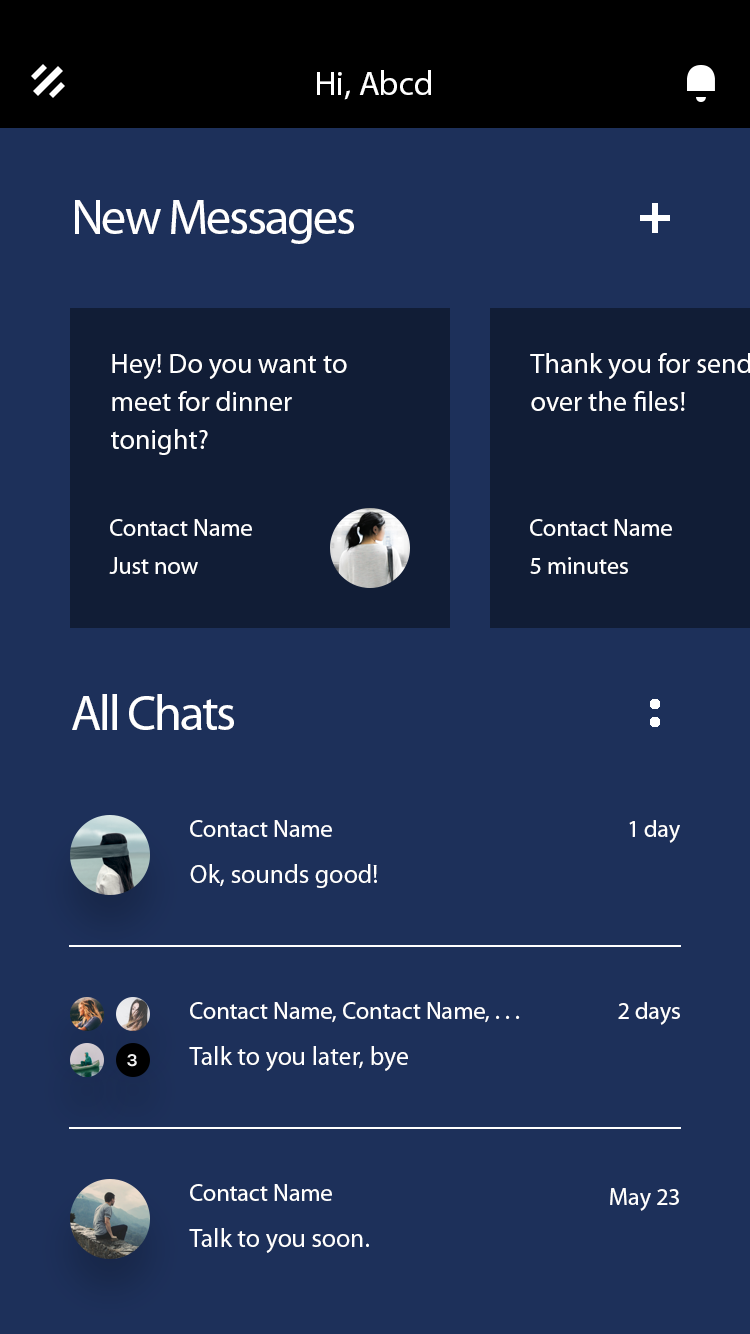 Hi, Abcd
New Messages
Hey! Do you want to
meet for dinner
tonight?
Contact Name
Just now
Thank you for send
over the files!
Contact Name
5 minutes
All Chats
Contact Name
1 day
Ok, sounds good!
Contact Name, Contact Name, . . .
2 days
Talk to you later, bye
3
Contact Name
May 23
Talk to you soon.